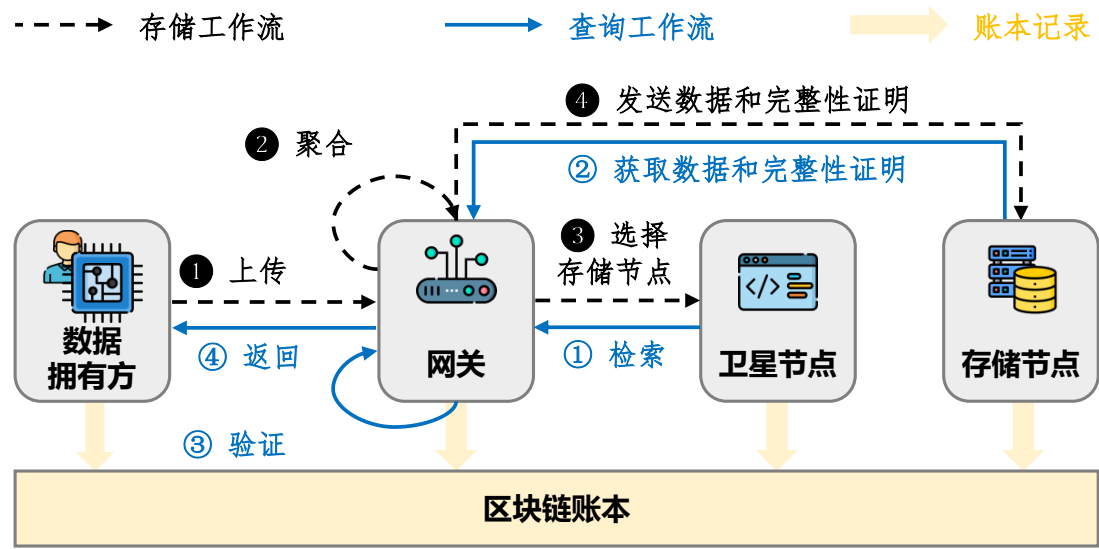 存储工作流
查询工作流
账本记录
❹ 发送数据和完整性证明
❷ 聚合
② 获取数据和完整性证明
❶ 上传
❸ 选择
存储节点
数据
拥有方
④ 返回
网关
① 检索
卫星节点
存储节点
③ 验证
区块链账本